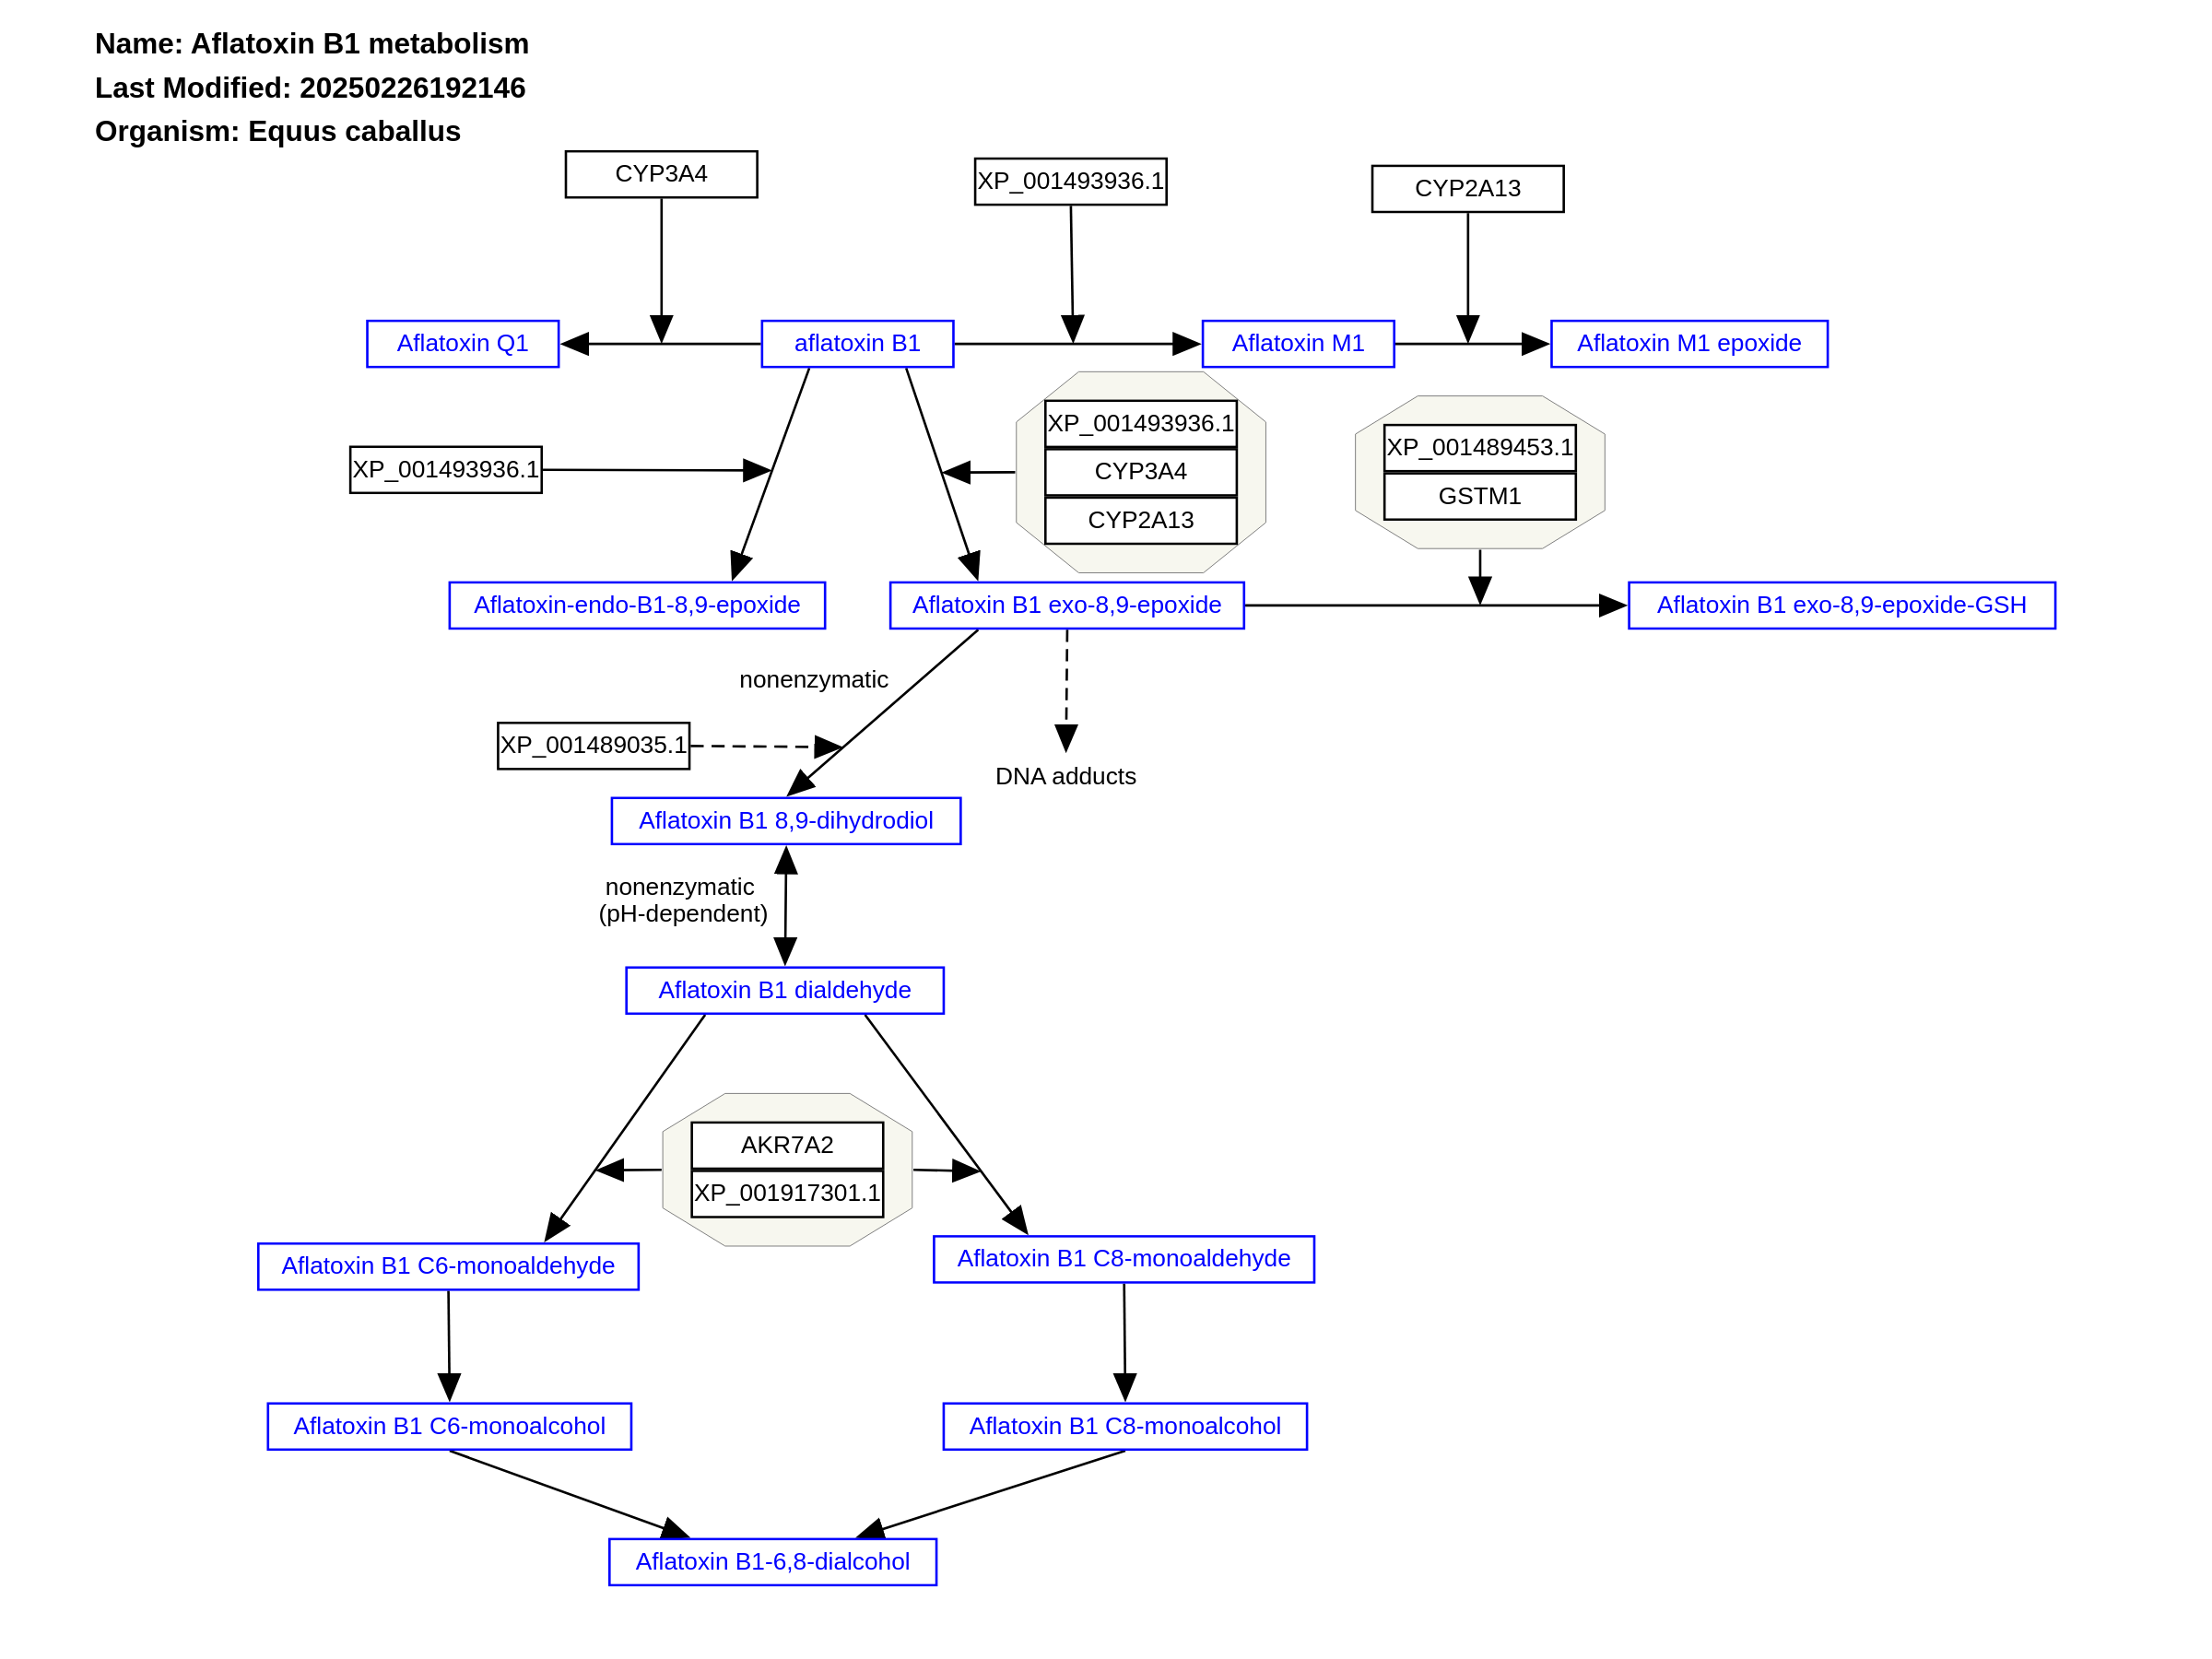 Name: Aflatoxin B1 metabolism
Last Modified: 20250226192146
Organism: Equus caballus
CYP3A4
XP_001493936.1
CYP2A13
Aflatoxin Q1
aflatoxin B1
Aflatoxin M1
Aflatoxin M1 epoxide
XP_001493936.1
XP_001493936.1
CYP3A4
CYP2A13
XP_001489453.1
GSTM1
Aflatoxin-endo-B1-8,9-epoxide
Aflatoxin B1 exo-8,9-epoxide
Aflatoxin B1 exo-8,9-epoxide-GSH
nonenzymatic
XP_001489035.1
DNA adducts
Aflatoxin B1 8,9-dihydrodiol
nonenzymatic
(pH-dependent)
Aflatoxin B1 dialdehyde
AKR7A2
XP_001917301.1
Aflatoxin B1 C6-monoaldehyde
Aflatoxin B1 C8-monoaldehyde
Aflatoxin B1 C6-monoalcohol
Aflatoxin B1 C8-monoalcohol
Aflatoxin B1-6,8-dialcohol